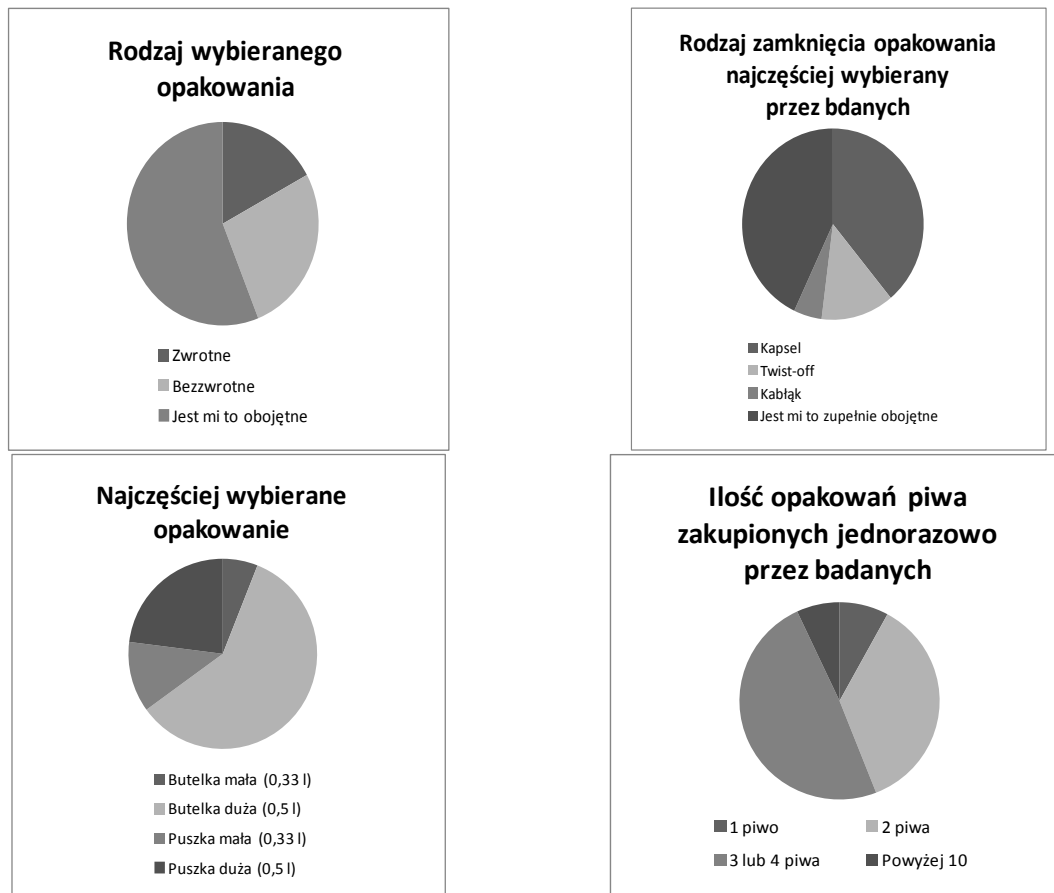 Rodzaj wybieranego
opakowania
Zwrotne
Bezzwrotne
Jest mi to obojętne
Rodzaj zamknięcia opakowania
najczęściej wybierany
przez bdanych
Kapsel
Twist-off
Kabłąk
Jest mi to zupełnie obojętne
Najczęściej wybierane
opakowanie
Butelka mała (0,33 l)
Butelka duża (0,5 l)
Puszka mała (0,33 l)
Puszka duża (0,5 l)
Ilość opakowań piwa
zakupionych jednorazowo
przez badanych
1 piwo 2 piwa
3 lub 4 piwa Powyżej 10